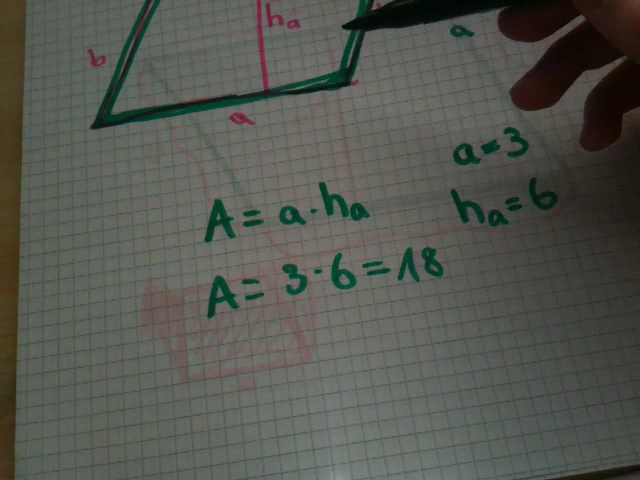 ha
a
b
a
a=3
A = a·ha
ha=6
A = 3·6=18